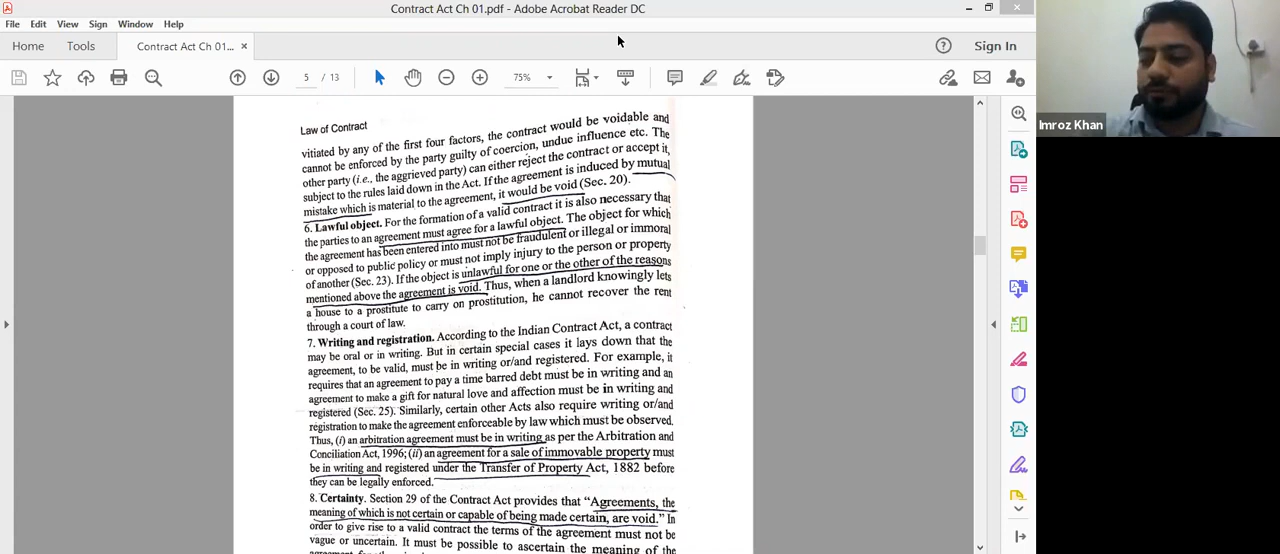 Contract Act Ch 01.pdf - Adobe Acrobat Reader DC
File Edit View Sign Window Help
Home Tools Contract Act Ch 01... × Sign In
5 / 13 75%
Imroz Khan
Law of Contract
vitiated by any of the first four factors, the contract would be voidable and
cannot be enforced by the party guilty of coercion, undue influence etc. The
other party (i.e., the aggrieved party) can either reject the contract or accept it,
subject to the rules laid down in the Act. If the agreement is induced by mutual
mistake which is material to the agreement, it would be void (Sec. 20).
6. Lawful object. For the formation of a valid contract it is also necessary that
the parties to an agreement must agree for a lawful object. The object for which
the agreement has been entered into must not be fraudulent or illegal or immoral
or opposed to public policy or must not imply injury to the person or property
of another (Sec. 23). If the object is unlawful for one or the other of the reasons
mentioned above the agreement is void. Thus, when a landlord knowingly lets
a house to a prostitute to carry on prostitution, he cannot recover the rent
through a court of law.
7. Writing and registration. According to the Indian Contract Act, a contract
may be oral or in writing. But in certain special cases it lays down that the
agreement, to be valid, must be in writing or/and registered. For example, it
requires that an agreement to pay a time barred debt must be in writing and an
agreement to make a gift for natural love and affection must be in writing and
registered (Sec. 25). Similarly, certain other Acts also require writing or/and
registration to make the agreement enforceable by law which must be observed.
Thus, (i) an arbitration agreement must be in writing as per the Arbitration and
Conciliation Act, 1996; (ii) an agreement for a sale of immovable property must
be in writing and registered under the Transfer of Property Act, 1882 before
they can be legally enforced.
8. Certainty. Section 29 of the Contract Act provides that “Agreements, the
meaning of which is not certain or capable of being made certain, are void.” In
order to give rise to a valid contract the terms of the agreement must not be
vague or uncertain. It must be possible to ascertain the meaning of the